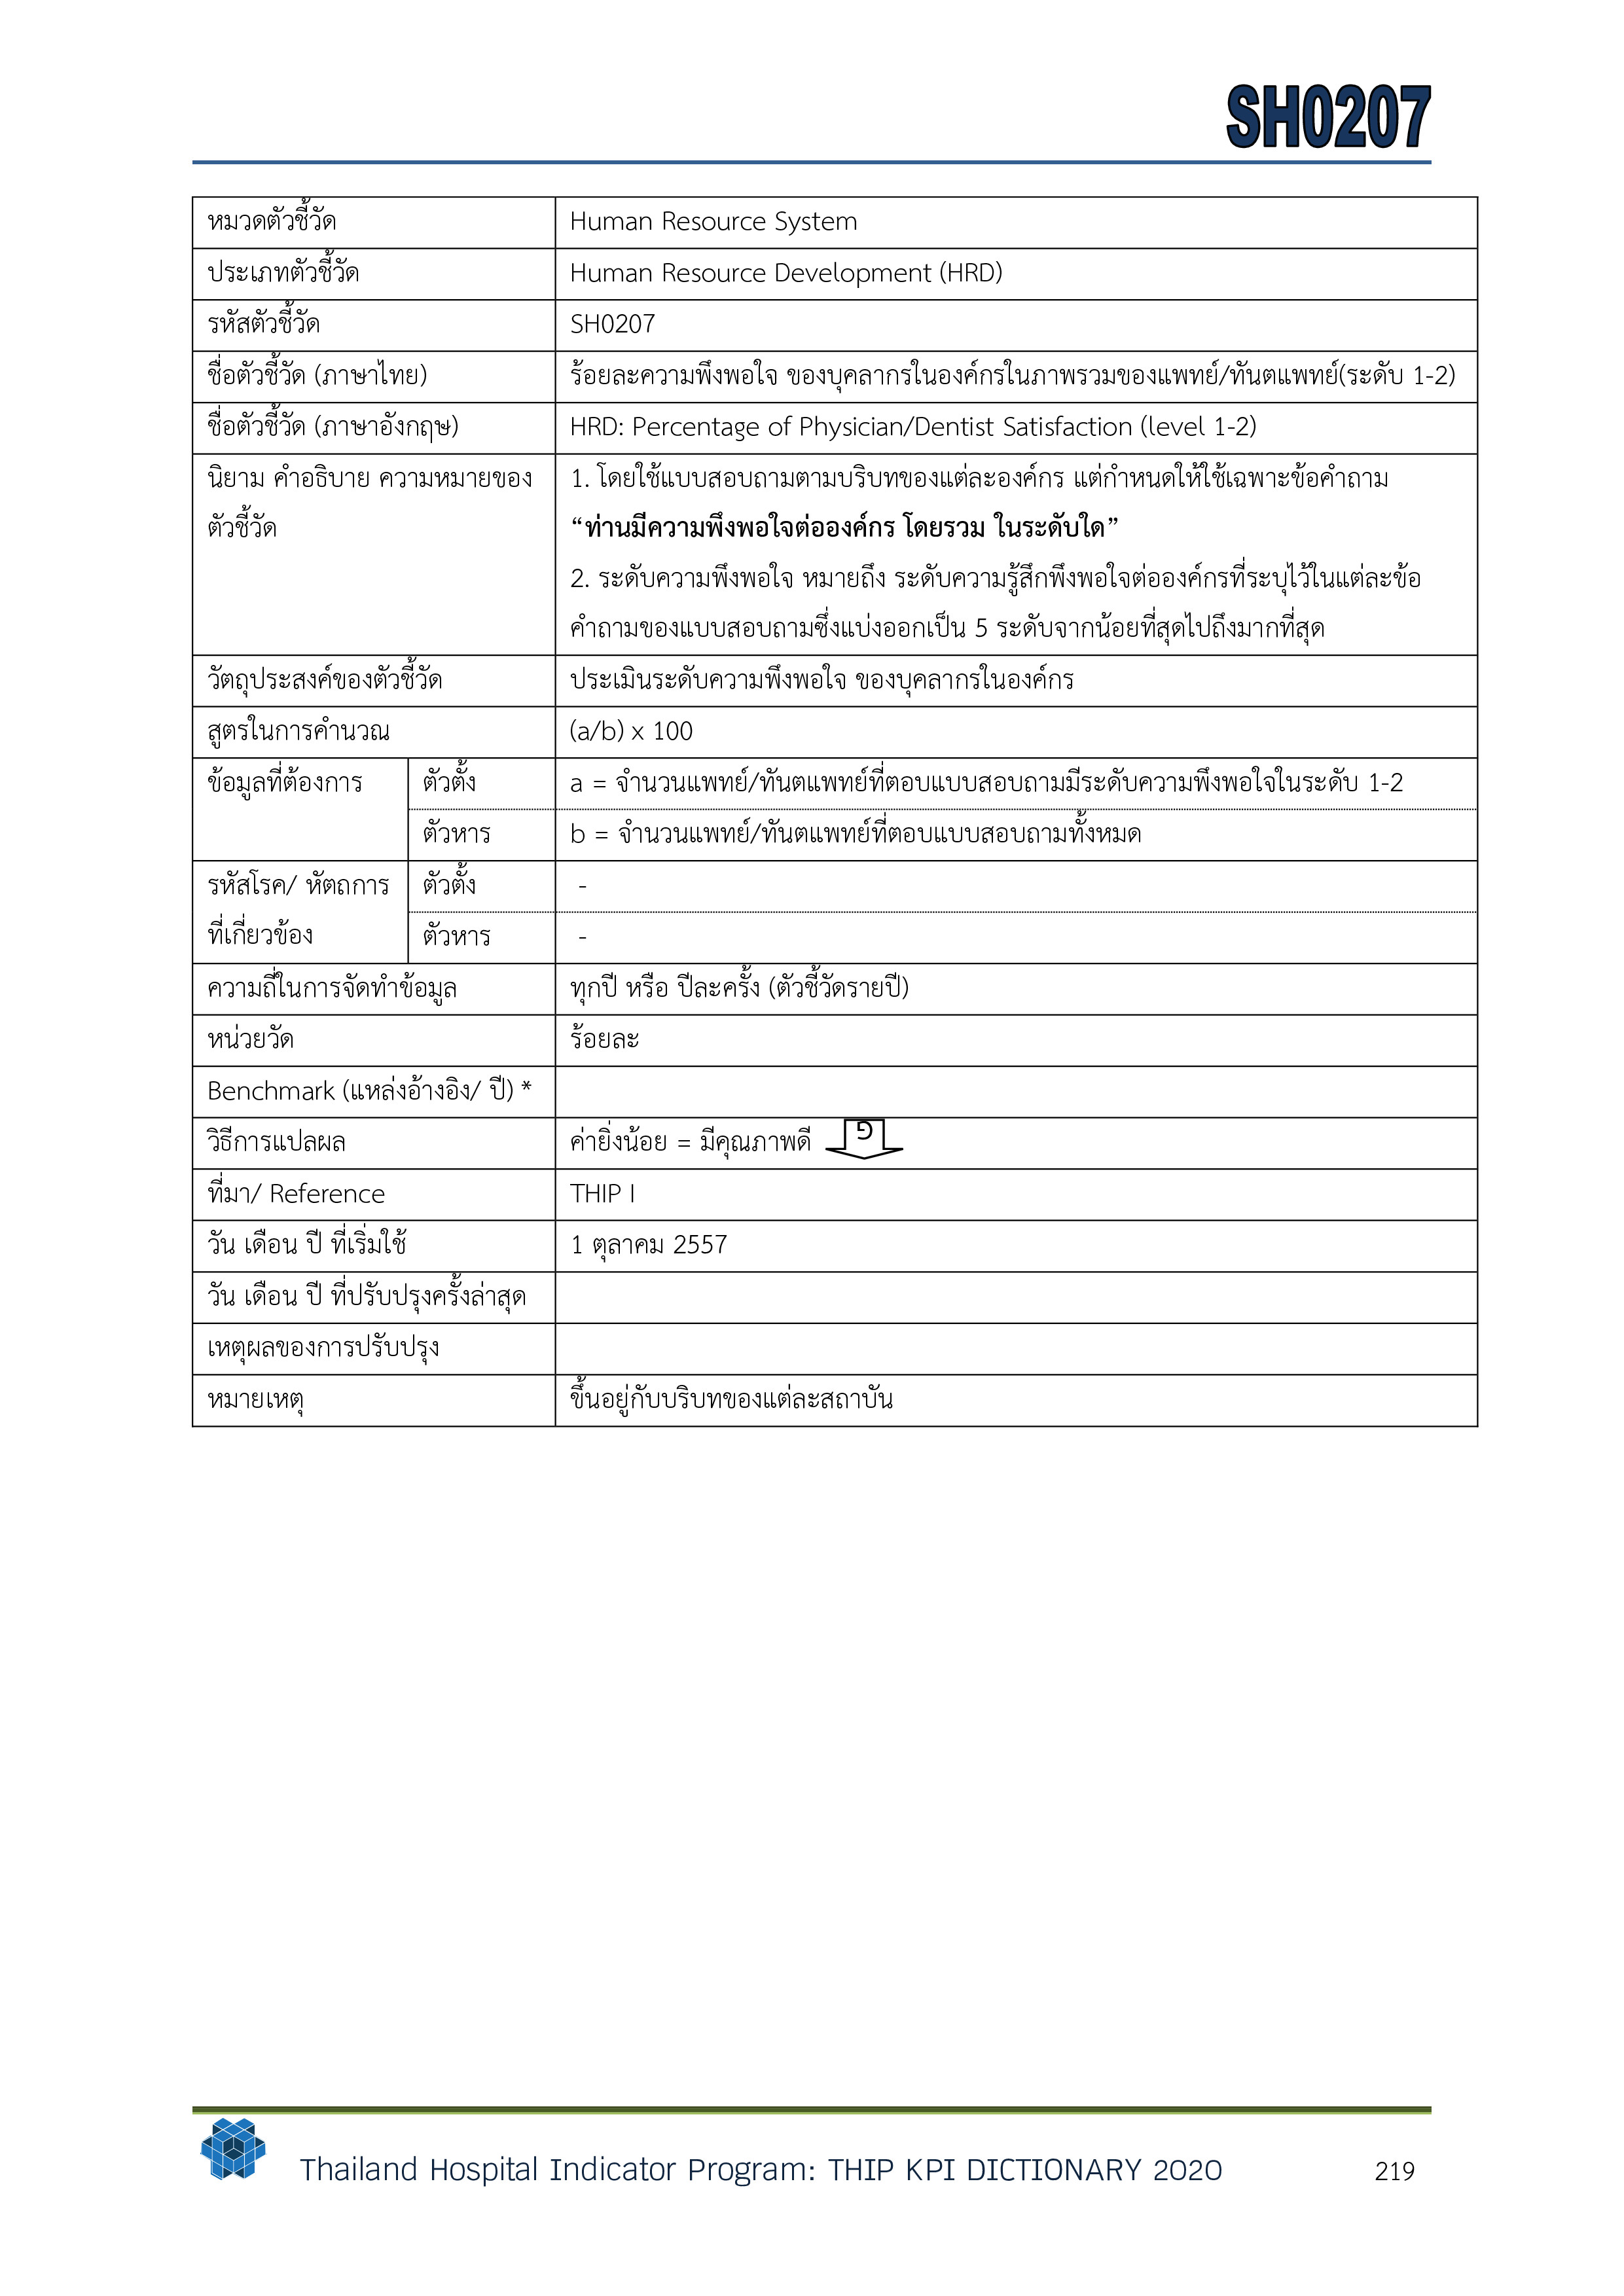 SH0207
หมวดตัวชี้วัด Human Resource System
ประเภทตัวชี้วัด Human Resource Development (HRD)
รหัสตัวชี้วัด SH0207
ชื่อตัวชี้วัด (ภาษาไทย) ร้อยละความพึงพอใจ ของบุคลากรในองค์กรในภาพรวมของแพทย์/ทันตแพทย์(ระดับ 1-2)
ชื่อตัวชี้วัด (ภาษาอังกฤษ) HRD: Percentage of Physician/Dentist Satisfaction (level 1-2)
นิยาม คำอธิบาย ความหมายของ 1. โดยใช้แบบสอบถามตามบริบทของแต่ละองค์กร แต่กำหนดให้ใช้เฉพาะข้อคำถาม
ตัวชี้วัด “ท่านมีความพึงพอใจต่อองค์กร โดยรวม ในระดับใด”
2. ระดับความพึงพอใจ หมายถึง ระดับความรู้สึกพึงพอใจต่อองค์กรที่ระบุไว้ในแต่ละข้อ
คำถามของแบบสอบถามซึ่งแบ่งออกเป็น 5 ระดับจากน้อยที่สุดไปถึงมากที่สุด
วัตถุประสงค์ของตัวชี้วัด ประเมินระดับความพึงพอใจ ของบุคลากรในองค์กร
สูตรในการคำนวณ (a/b) x 100
ข้อมูลที่ต้องการ ตัวตั้ง a = จำนวนแพทย์/ทันตแพทย์ที่ตอบแบบสอบถามมีระดับความพึงพอใจในระดับ 1-2
ตัวหาร b = จำนวนแพทย์/ทันตแพทย์ที่ตอบแบบสอบถามทั้งหมด
รหัสโรค/ หัตถการ ตัวตั้ง -
ที่เกี่ยวข้อง ตัวหาร -
ความถี่ในการจัดทำข้อมูล ทุกปี หรือ ปีละครั้ง (ตัวชี้วัดรายปี)
หน่วยวัด ร้อยละ
Benchmark (แหล่งอ้างอิง/ ปี) *
วิธีการแปลผล ค่ายิ่งน้อย = มีคุณภาพดี
ที่มา/ Reference THIP I
วัน เดือน ปี ที่เริ่มใช้ 1 ตุลาคม 2557
วัน เดือน ปี ที่ปรับปรุงครั้งล่าสุด
เหตุผลของการปรับปรุง
หมายเหตุ ขึ้นอยู่กับบริบทของแต่ละสถาบัน
Thailand Hospital Indicator Program: THIP KPI DICTIONARY 2020 219